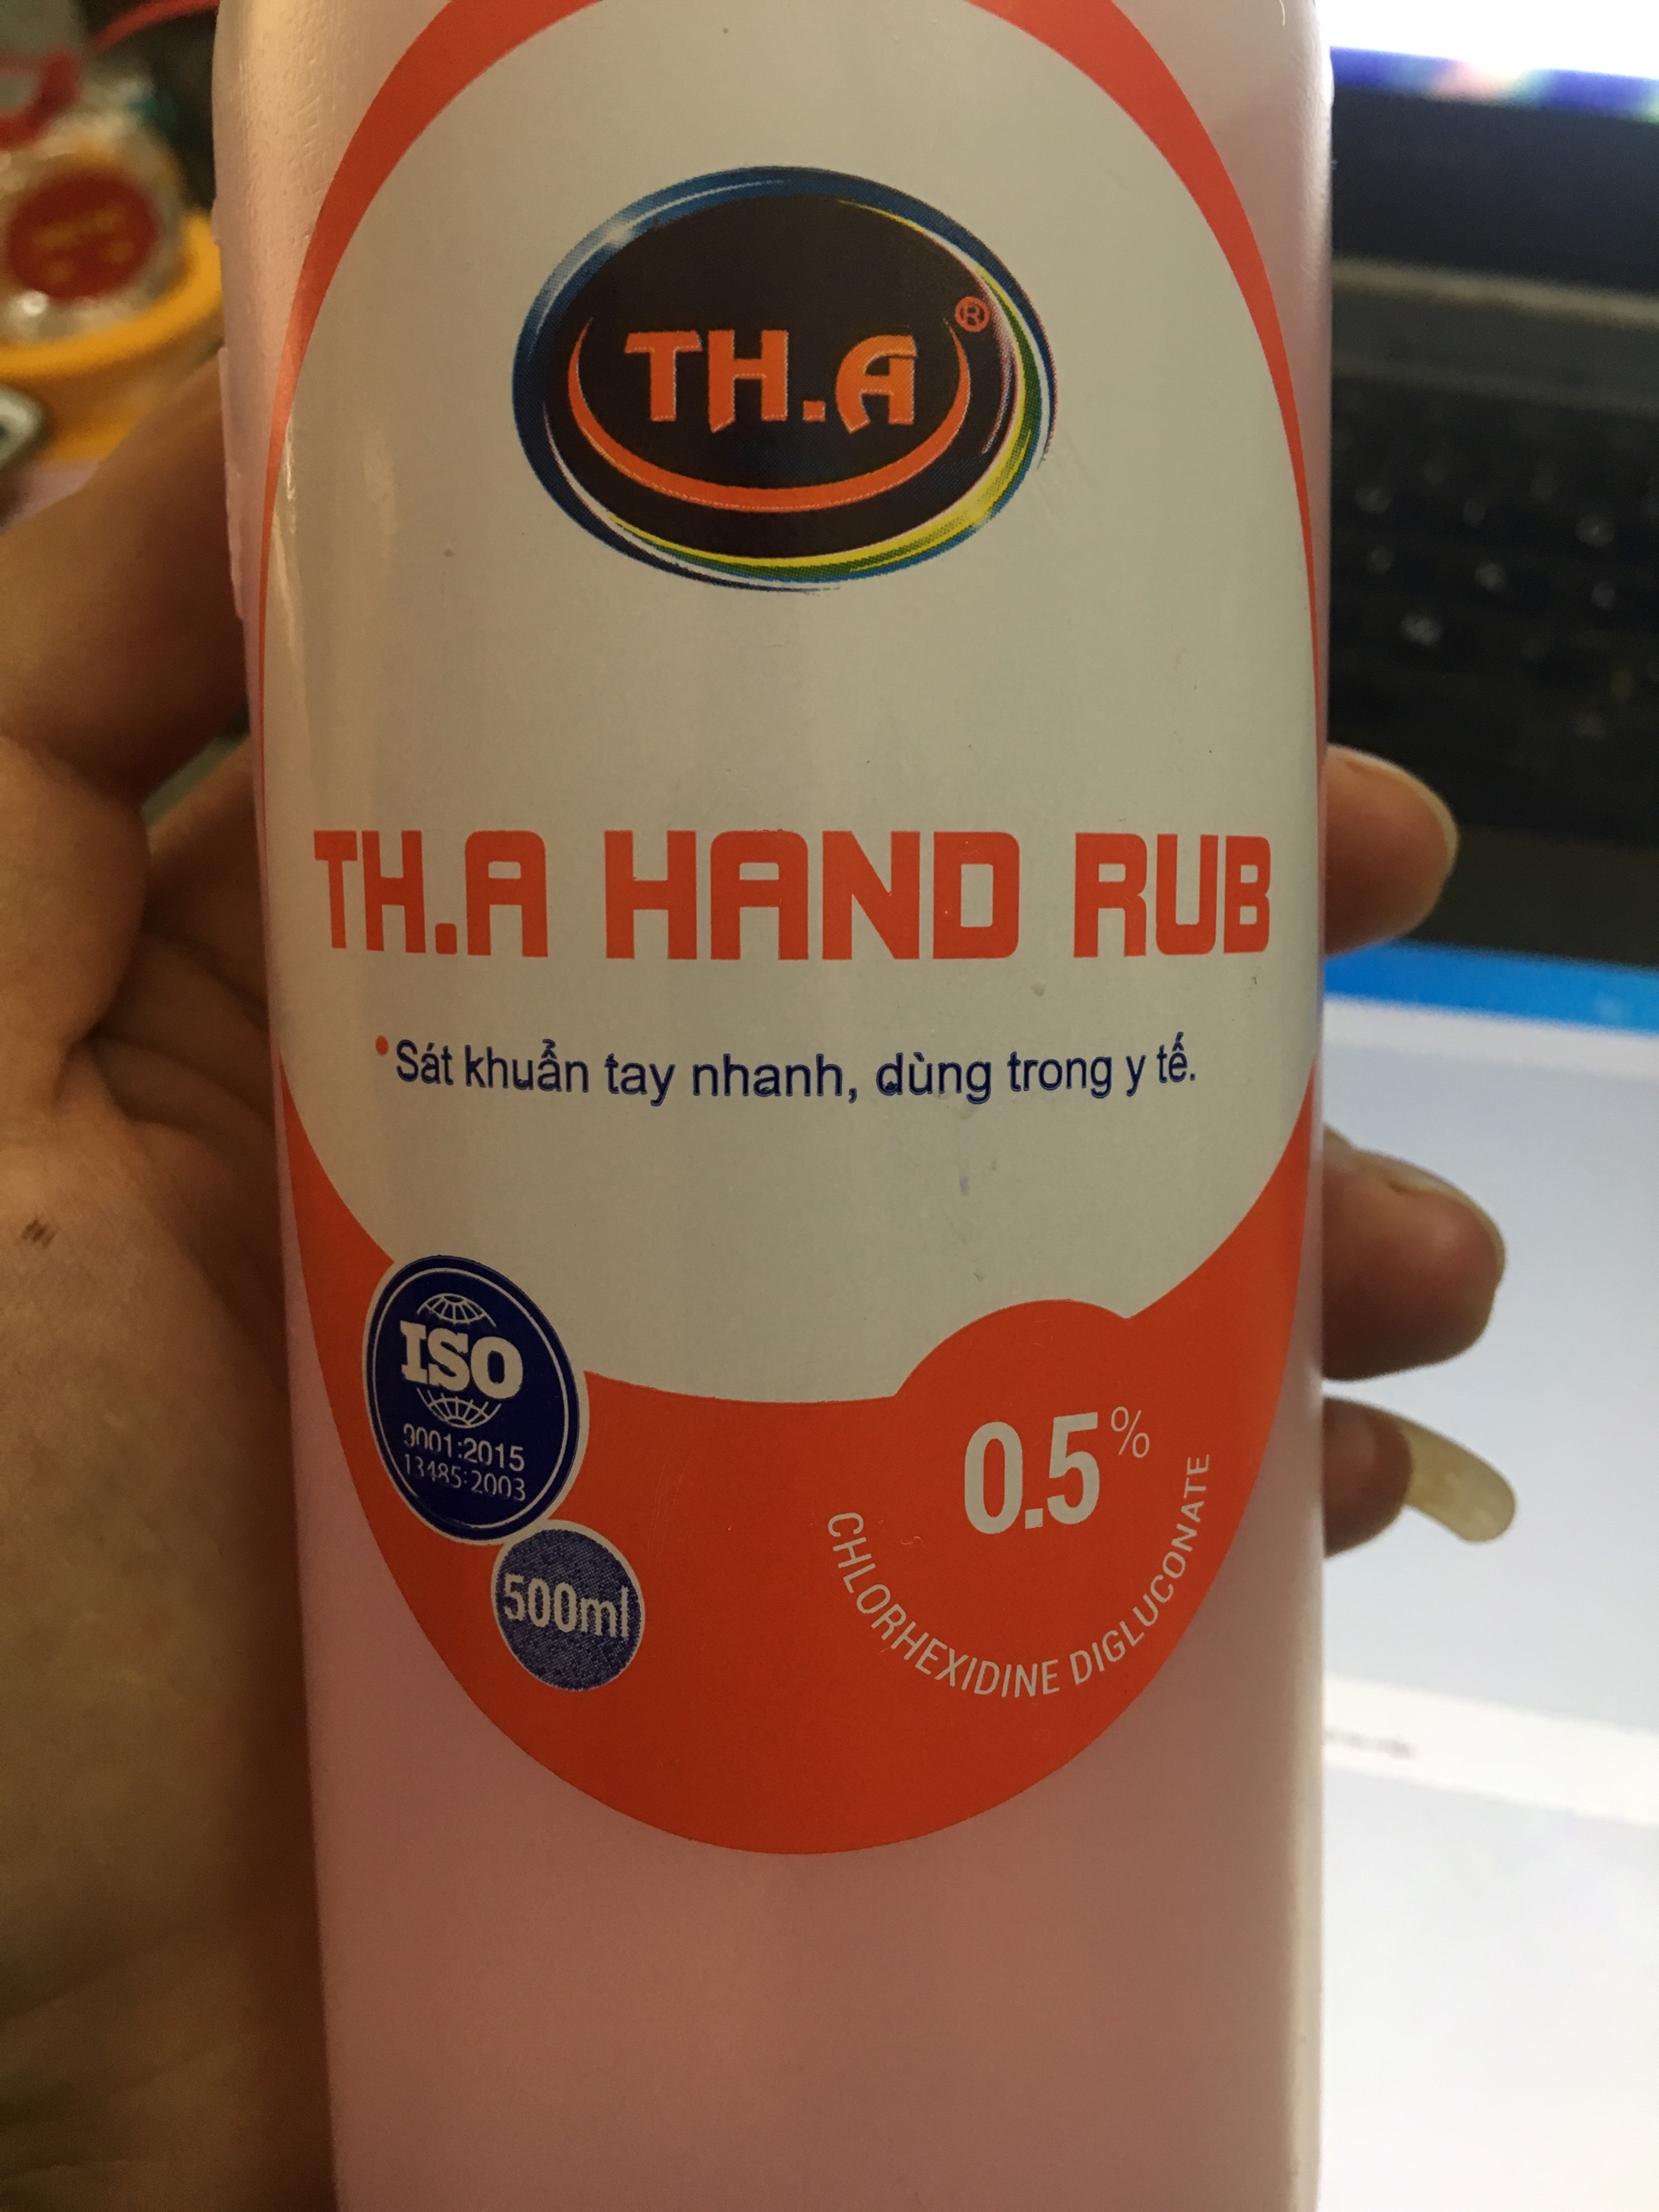 TH.A®
TH.A HAND RUB
Sát khuẩn tay nhanh, dùng trong y tế.
ISO
9001:2015
13485:2003
500ml
0.5%
CHLORHEXIDINE DIGLUCONATE